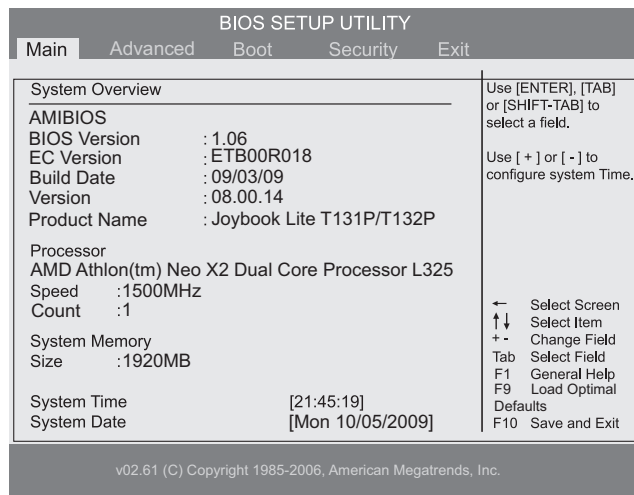 BIOS SETUP UTILITY
Main Advanced Boot Security Exit
System Overview
AMIBIOS
BIOS Version : 1.06
EC Version : ETB00R018
Build Date : 09/03/09
Version : 08.00.14
Product Name : Joybook Lite T131P/T132P
Processor
AMD Athlon(tm) Neo X2 Dual Core Processor L325
Speed :1500MHz
Count :1
System Memory
Size :1920MB
System Time [21:45:19]
System Date [Mon 10/05/2009]
Use [ENTER], [TAB]
or [SHIFT-TAB] to
select a field.
Use [ + ] or [ - ] to
configure system Time.
← Select Screen
↑↓ Select Item
+ - Change Field
Tab Select Field
F1 General Help
F9 Load Optimal
Defaults
F10 Save and Exit
v02.61 (C) Copyright 1985-2006, American Megatrends, Inc.